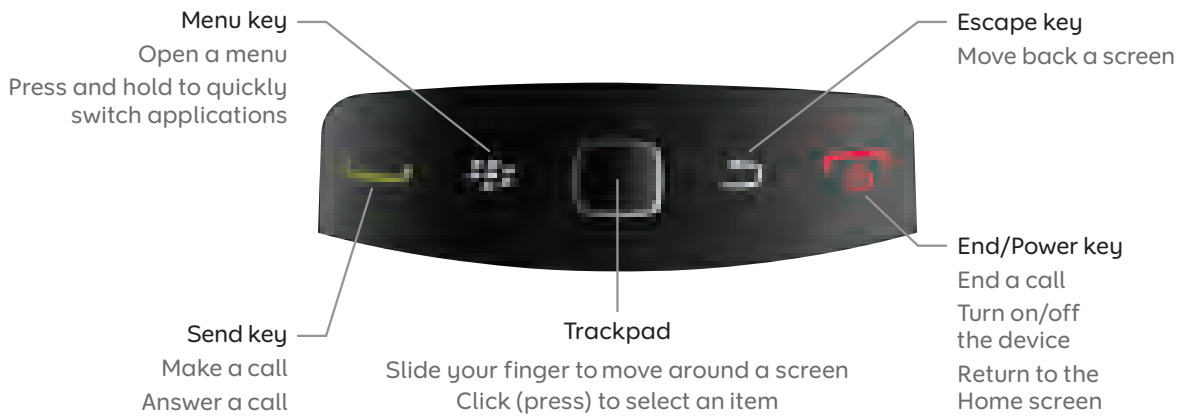 Menu key
Open a menu
Press and hold to quickly
switch applications
Escape key
Move back a screen
Send key
Make a call
Answer a call
Trackpad
Slide your finger to move around a screen
Click (press) to select an item
End/Power key
End a call
Turn on/off
the device
Return to the
Home screen